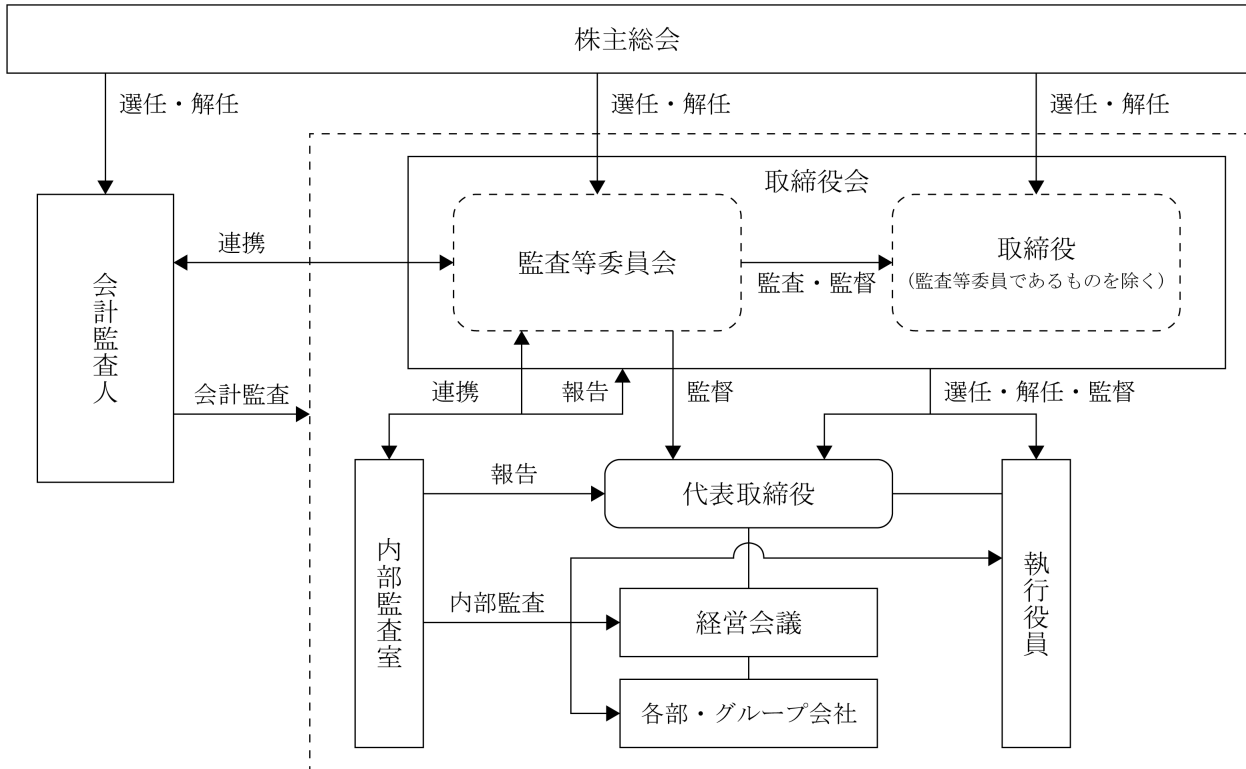 株主総会
選任・解任
選任・解任
選任・解任
取締役会
監査等委員会
取締役
（監査等委員であるものを除く）
連携
監査・監督
会計監査人
会計監査
連携
報告
監督
選任・解任・監督
報告
代表取締役
内部監査室
内部監査
経営会議
執行役員
各部・グループ会社